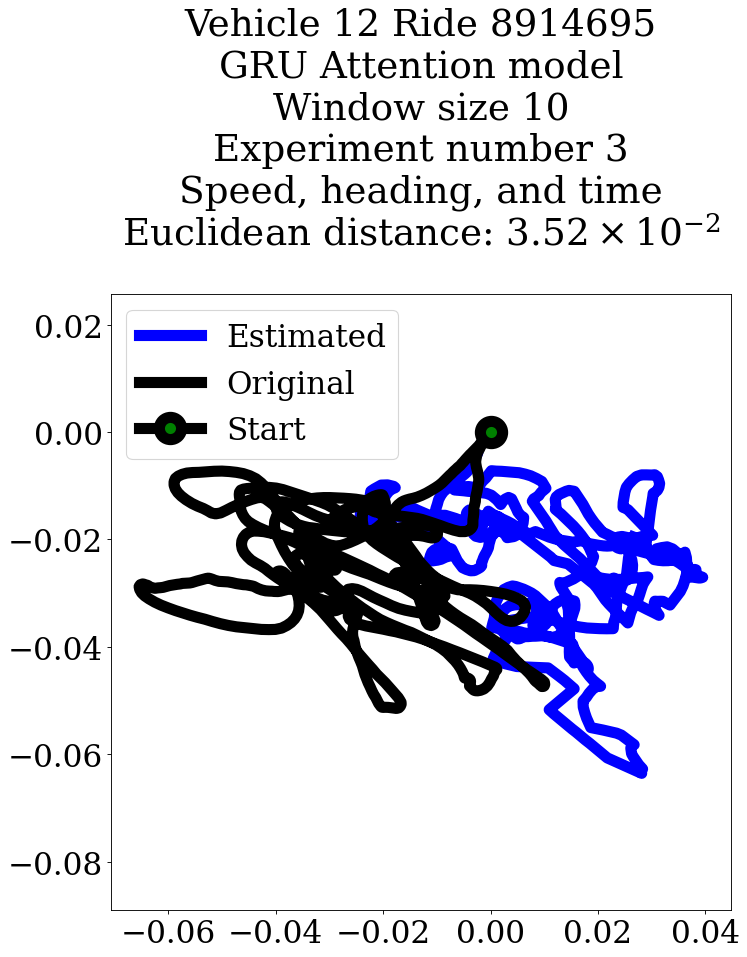 Vehicle 12 Ride 8914695
GRU Attention model
Window size 10
Experiment number 3
Speed, heading, and time
Euclidean distance: 3.52 × 10⁻²
Estimated
Original
Start
0.02
0.00
−0.02
−0.04
−0.06
−0.08
−0.06 −0.04 −0.02 0.00 0.02 0.04